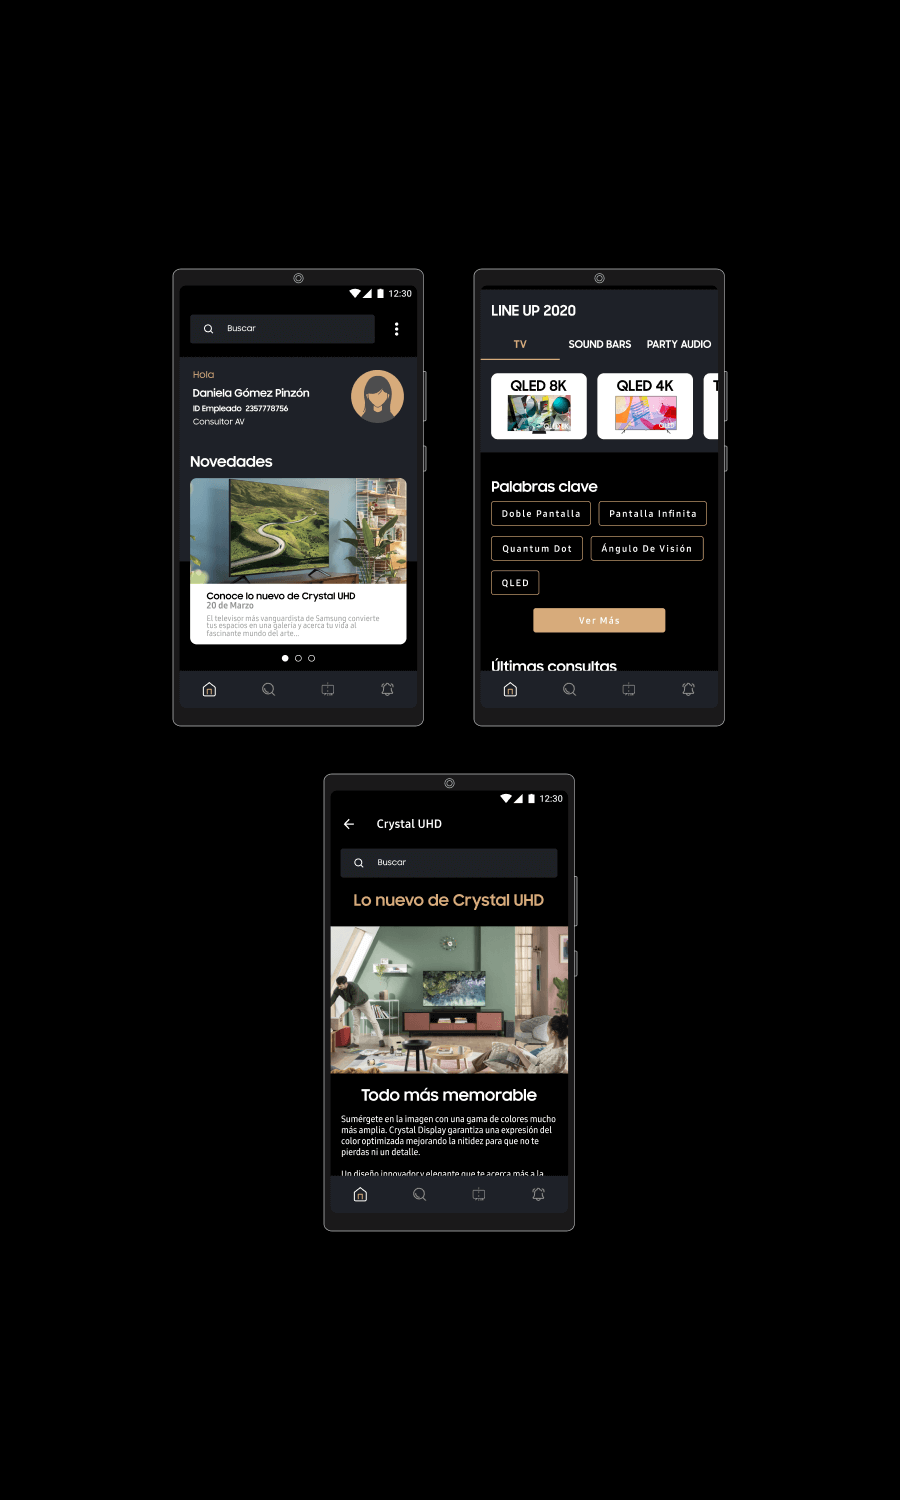 12:30
Buscar
Hola
Daniela Gómez Pinzón
ID Empleado 2357778756
Consultor AV
Novedades
Conoce lo nuevo de Crystal UHD
20 de Marzo
El televisor más vanguardista de Samsung convierte
tus espacios en una galería y acerca tu vida al
fascinante mundo del arte...
LINE UP 2020
TV SOUND BARS PARTY AUDIO
QLED 8K QLED 4K T
Palabras clave
Doble Pantalla Pantalla Infinita
Quantum Dot Ángulo De Visión
QLED
Ver Más
Últimas consultas
12:30
Crystal UHD
Buscar
Lo nuevo de Crystal UHD
Todo más memorable
Sumérgete en la imagen con una gama de colores mucho
más amplia. Crystal Display garantiza una expresión del
color optimizada mejorando la nitidez para que no te
pierdas ni un detalle.
Un diseño innovador y elegante que te acerca más a la